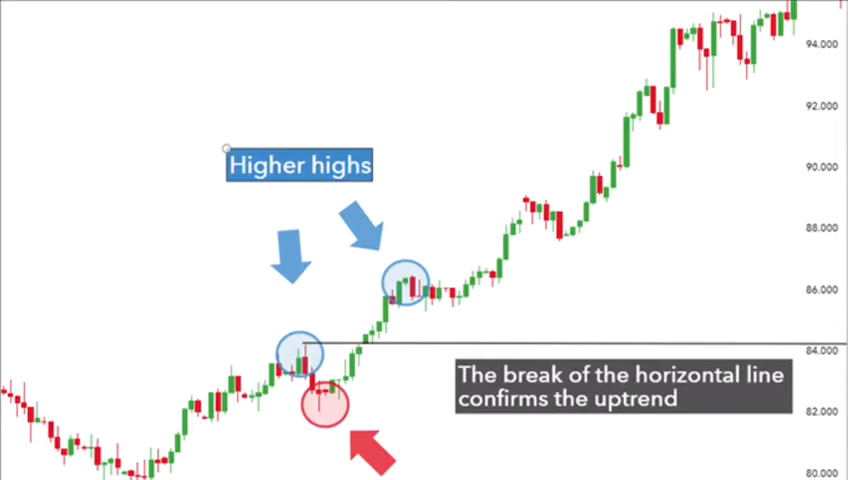 94.000
92.000
Higher highs
90.000
88.000
86.000
84.000
The break of the horizontal line
confirms the uptrend
82.000
80.000